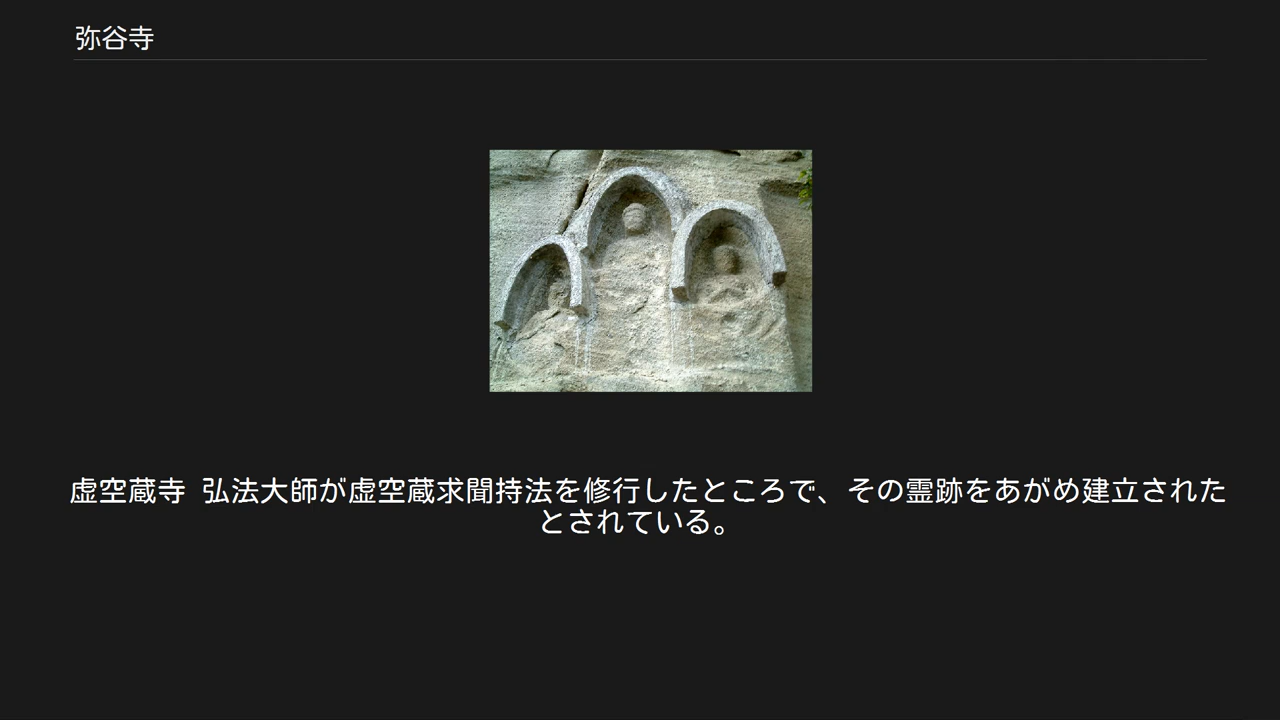 弥谷寺
虚空蔵寺 弘法大師が虚空蔵求聞持法を修行したところで、その霊跡をあがめ建立された
とされている。